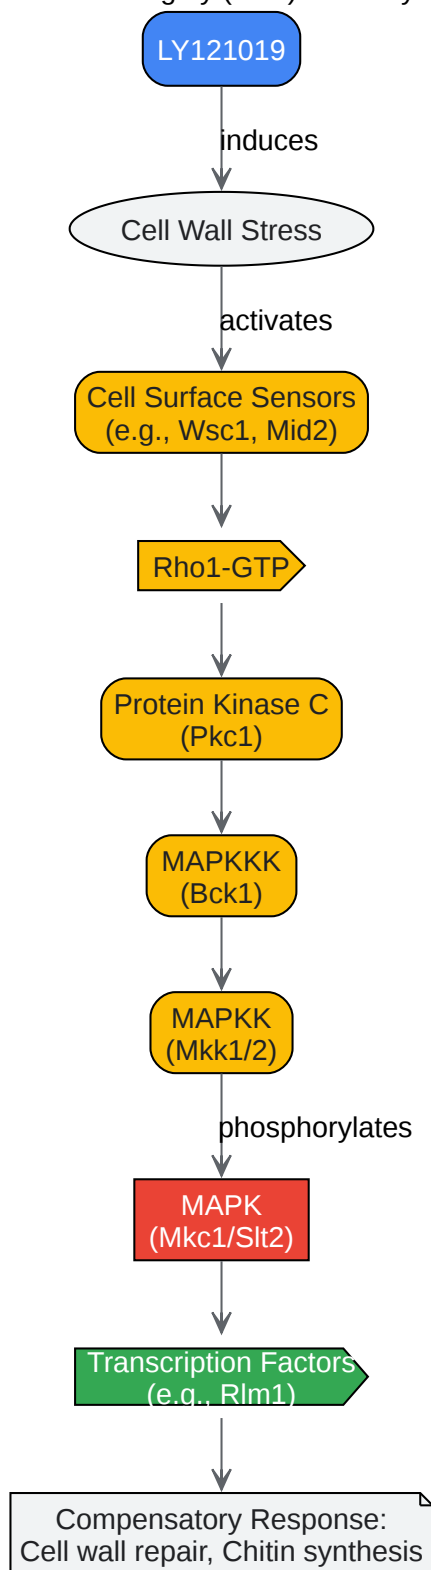 LY121019
induces
Cell Wall Stress
activates
Cell Surface Sensors
(e.g., Wsc1, Mid2)
Rho1-GTP
Protein Kinase C
(Pkc1)
MAPKKK
(Bck1)
MAPKK
(Mkk1/2)
phosphorylates
MAPK
(Mkc1/Slt2)
Transcription Factors
(e.g., Rlm1)
Compensatory Response:
Cell wall repair, Chitin synthesis